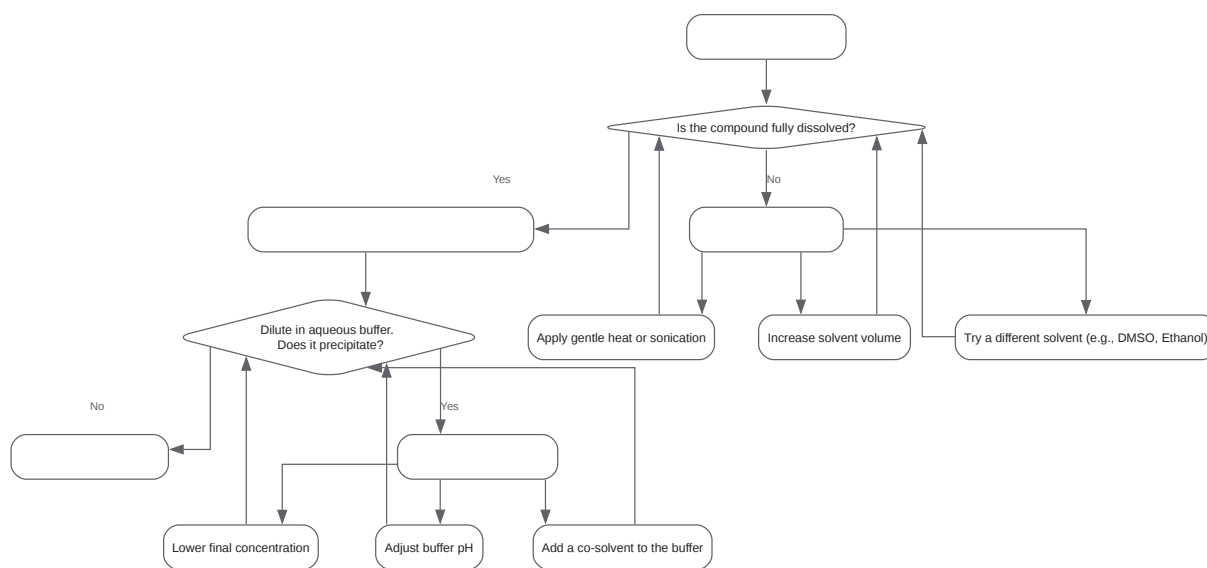 Is the compound fully dissolved?
Yes
No
Dilute in aqueous buffer.
Does it precipitate?
Apply gentle heat or sonication
Increase solvent volume
Try a different solvent (e.g., DMSO, Ethanol)
No
Yes
Lower final concentration
Adjust buffer pH
Add a co-solvent to the buffer